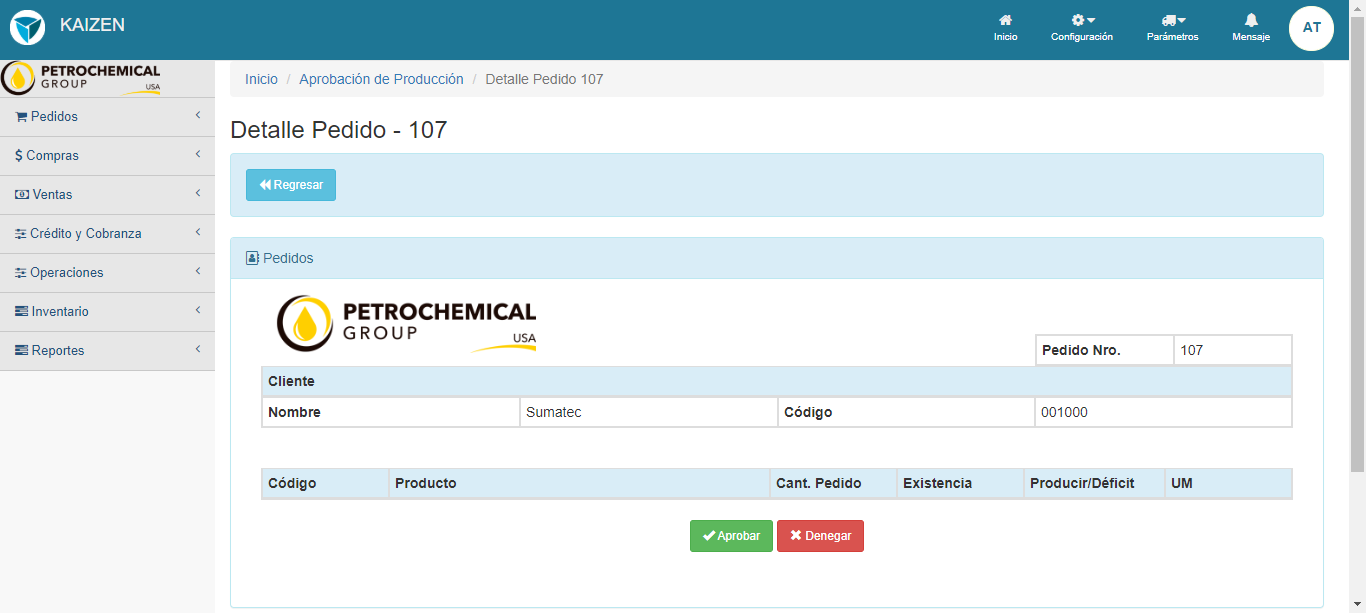 KAIZEN
Inicio
Configuración
Parámetros
Mensaje
AT
PETROCHEMICAL
GROUP
USA
Pedidos
$ Compras
Ventas
Crédito y Cobranza
Operaciones
Inventario
Reportes
Inicio / Aprobación de Producción / Detalle Pedido 107
Detalle Pedido - 107
Regresar
Pedidos
PETROCHEMICAL
GROUP
USA
Pedido Nro. 107
Cliente
Nombre Sumatec Código 001000
Código Producto Cant. Pedido Existencia Producir/Déficit UM
Aprobar Denegar